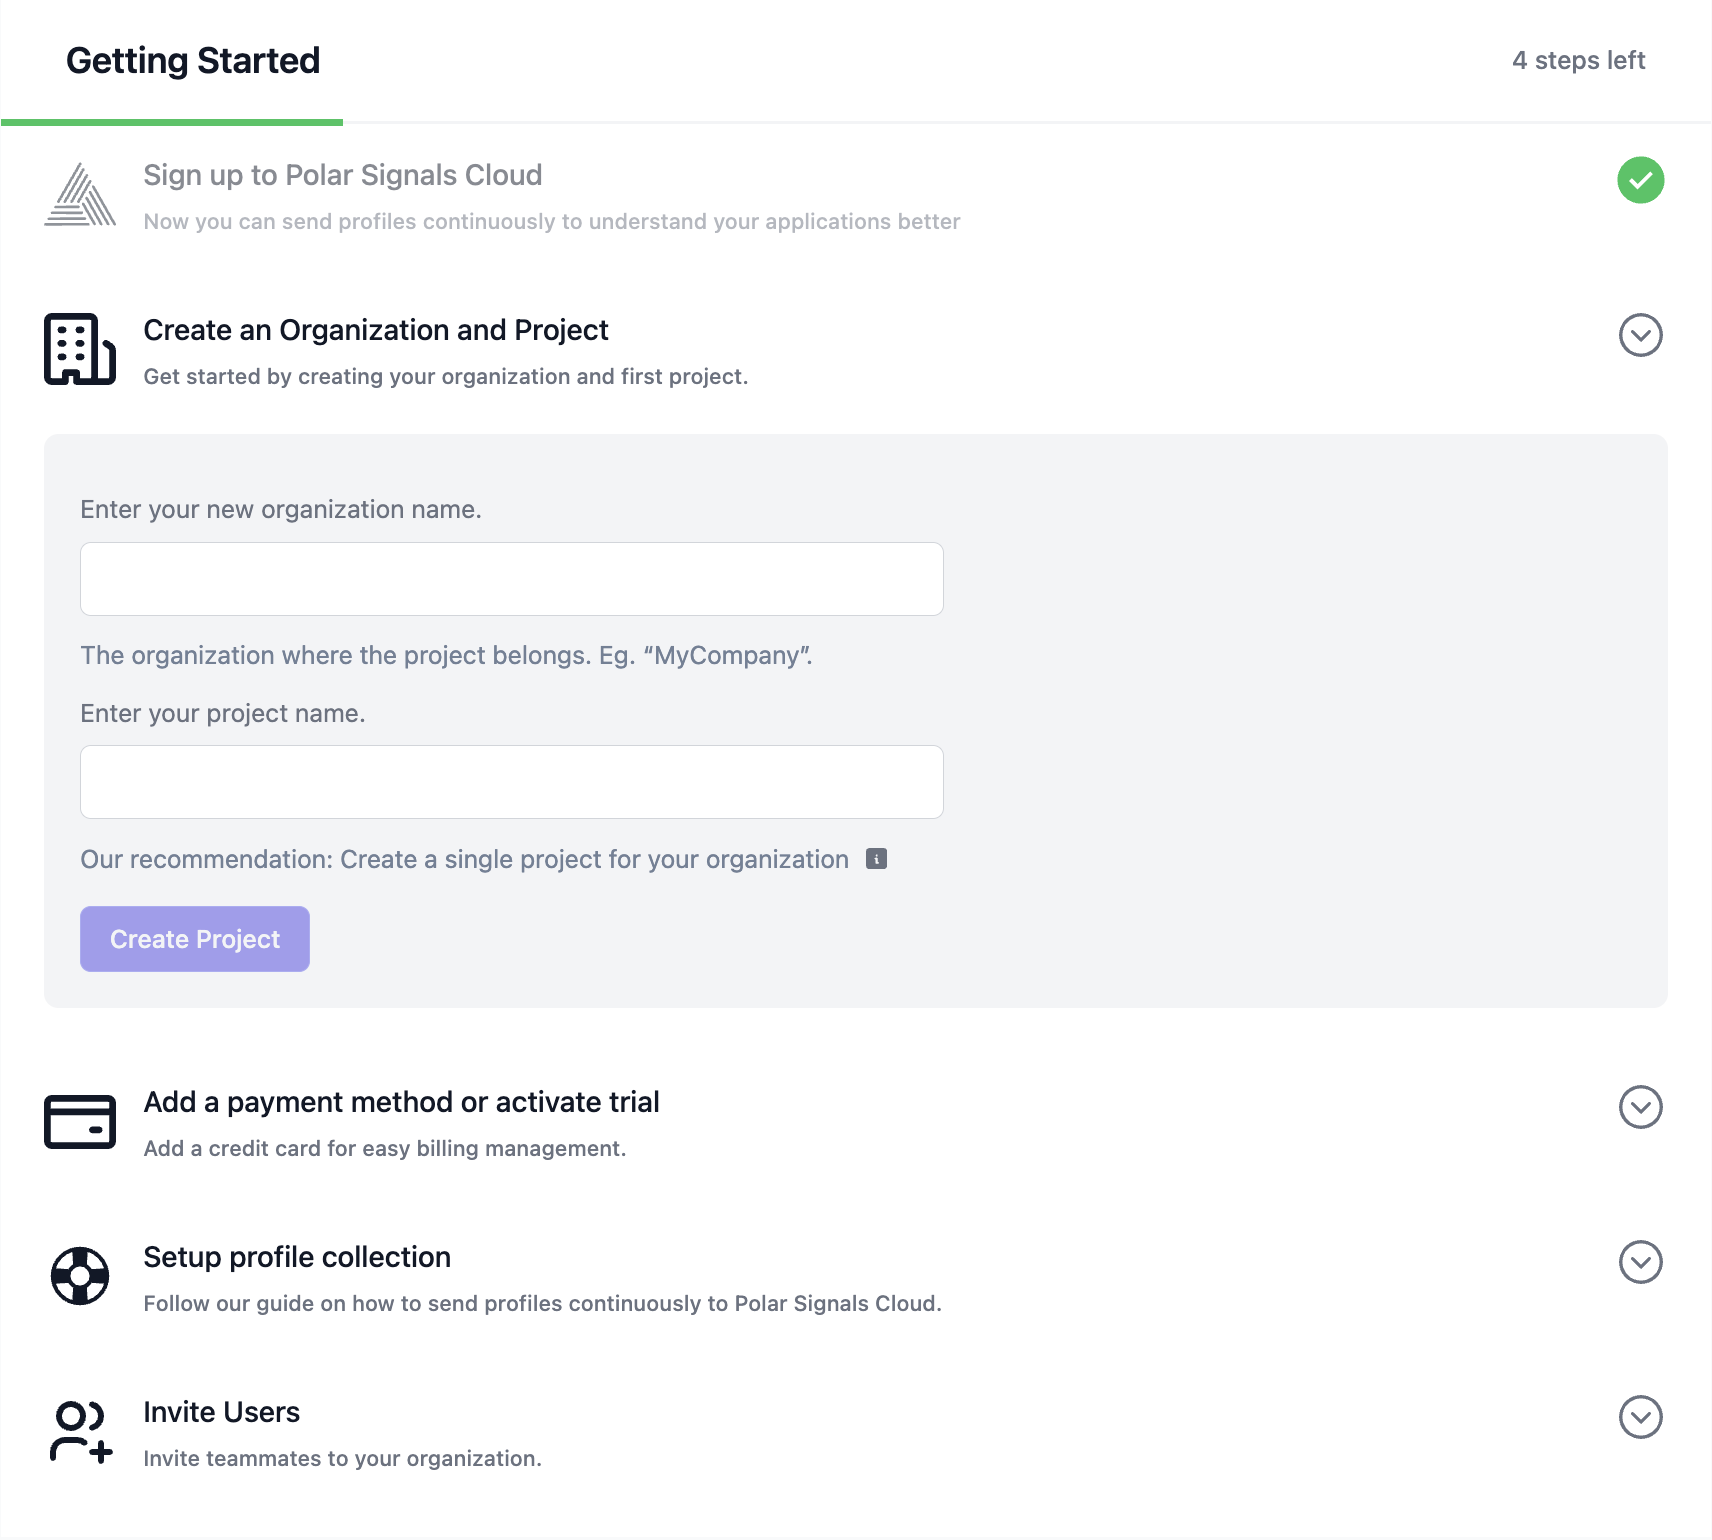 Getting Started
4 steps left
Sign up to Polar Signals Cloud
Now you can send profiles continuously to understand your applications better
Create an Organization and Project
Get started by creating your organization and first project.
Enter your new organization name.
The organization where the project belongs. Eg. “MyCompany”.
Enter your project name.
Our recommendation: Create a single project for your organization i
Create Project
Add a payment method or activate trial
Add a credit card for easy billing management.
Setup profile collection
Follow our guide on how to send profiles continuously to Polar Signals Cloud.
Invite Users
Invite teammates to your organization.